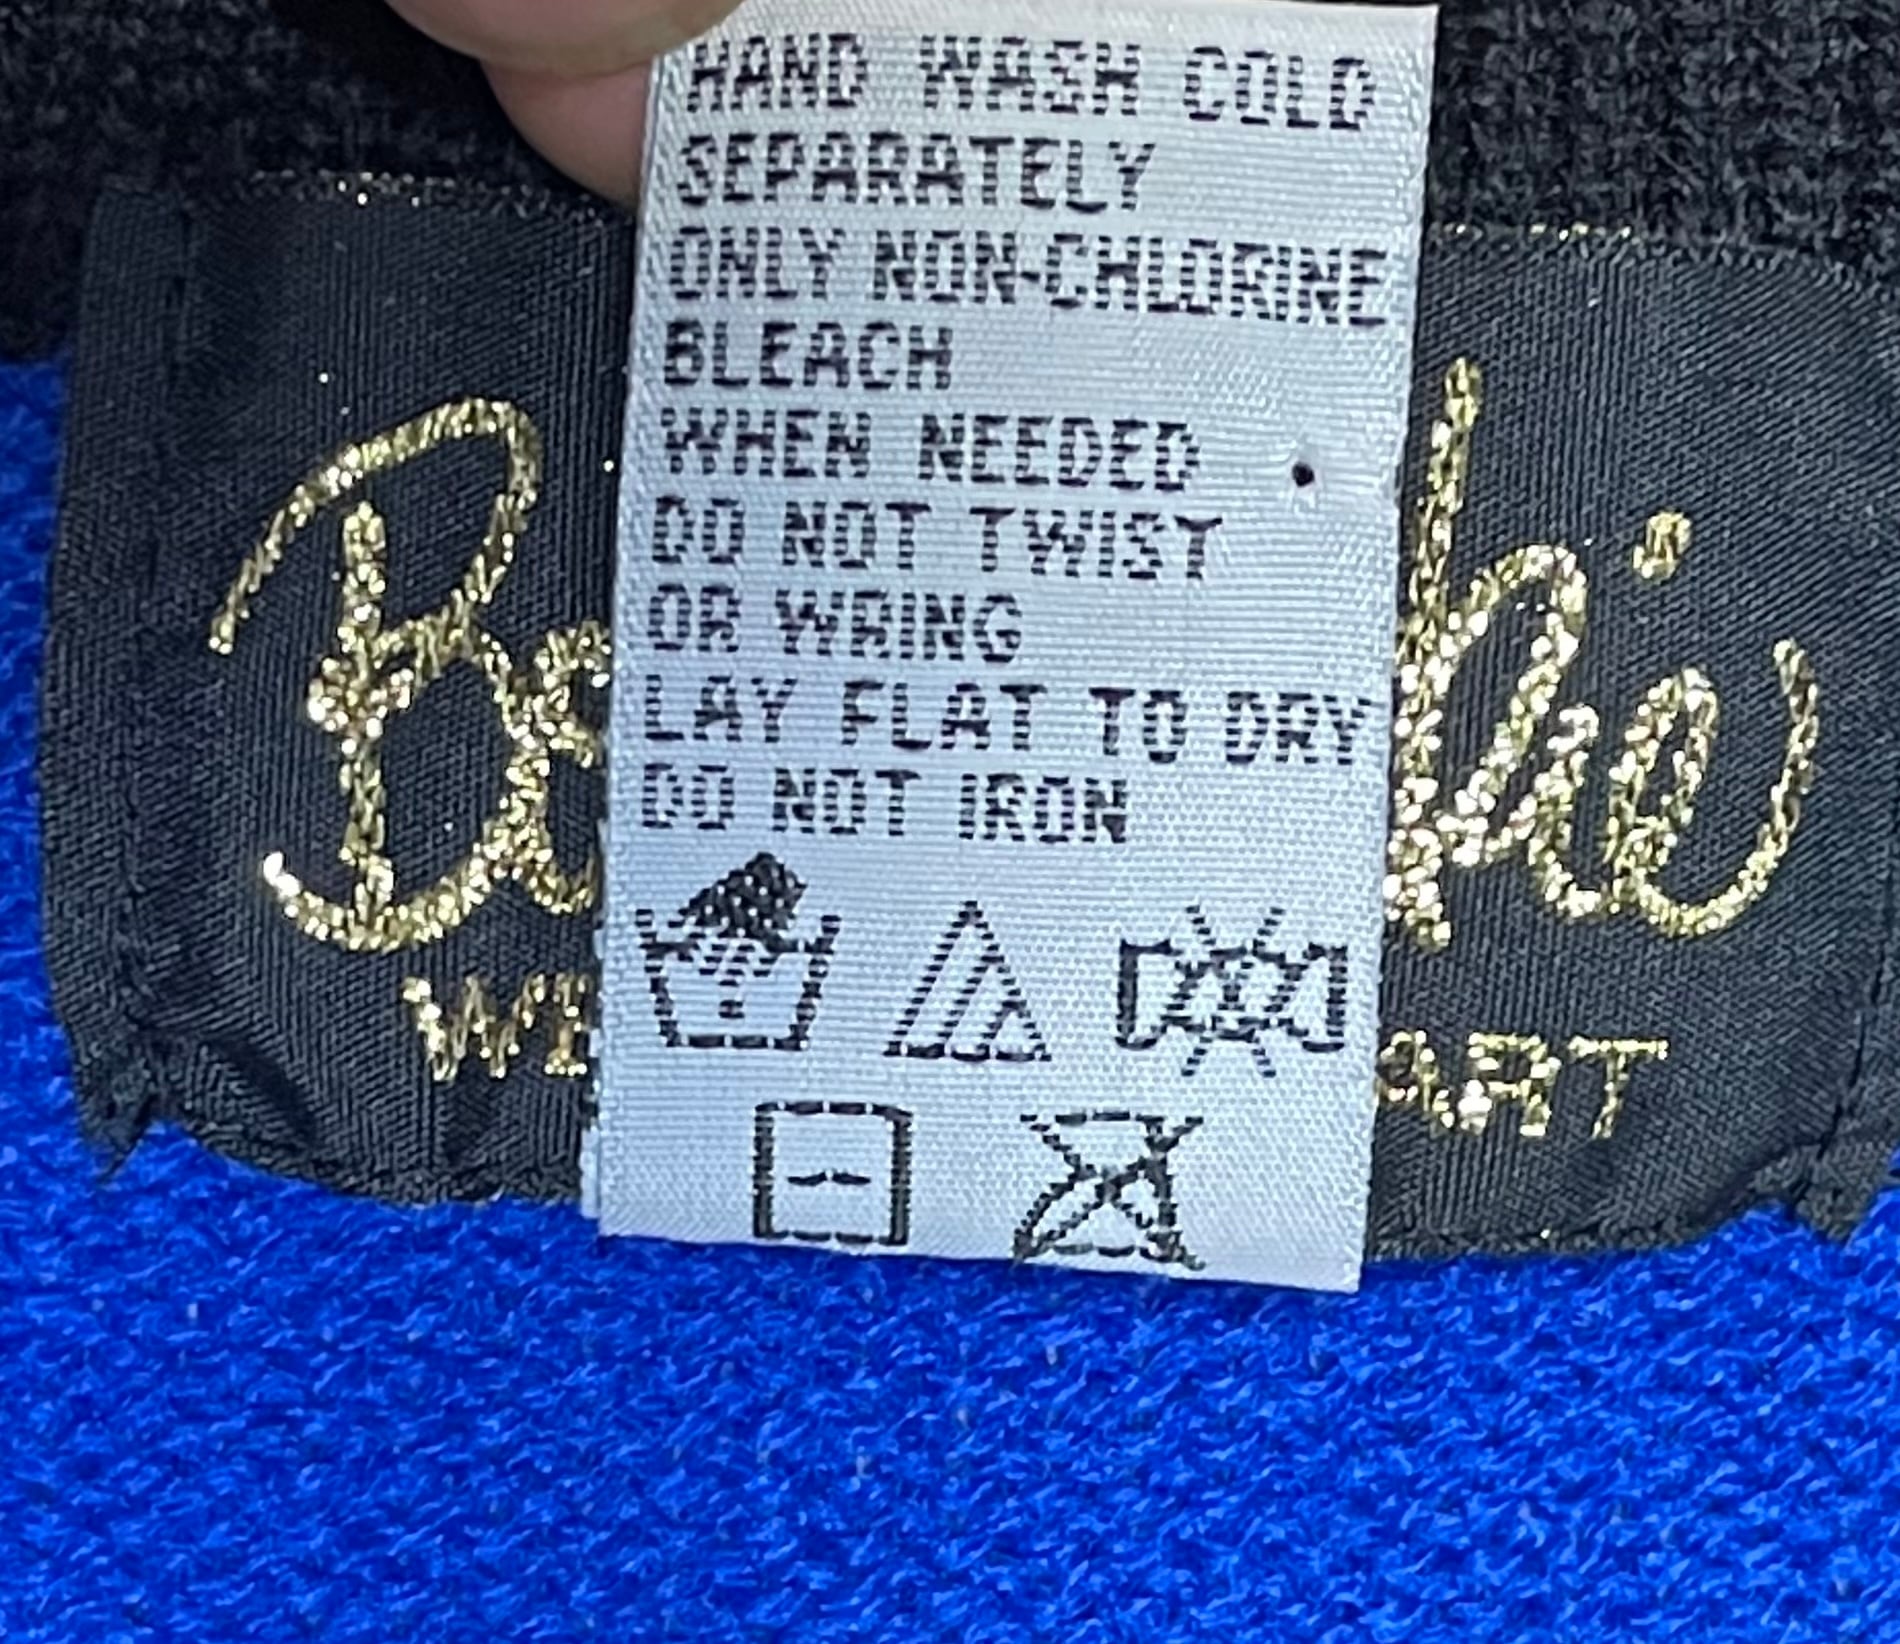 HAND WASH COLD
SEPARATELY
ONLY NON-CHLORINE
BLEACH
WHEN NEEDED
DO NOT TWIST
OR WRING
LAY FLAT TO DRY
DO NOT IRON